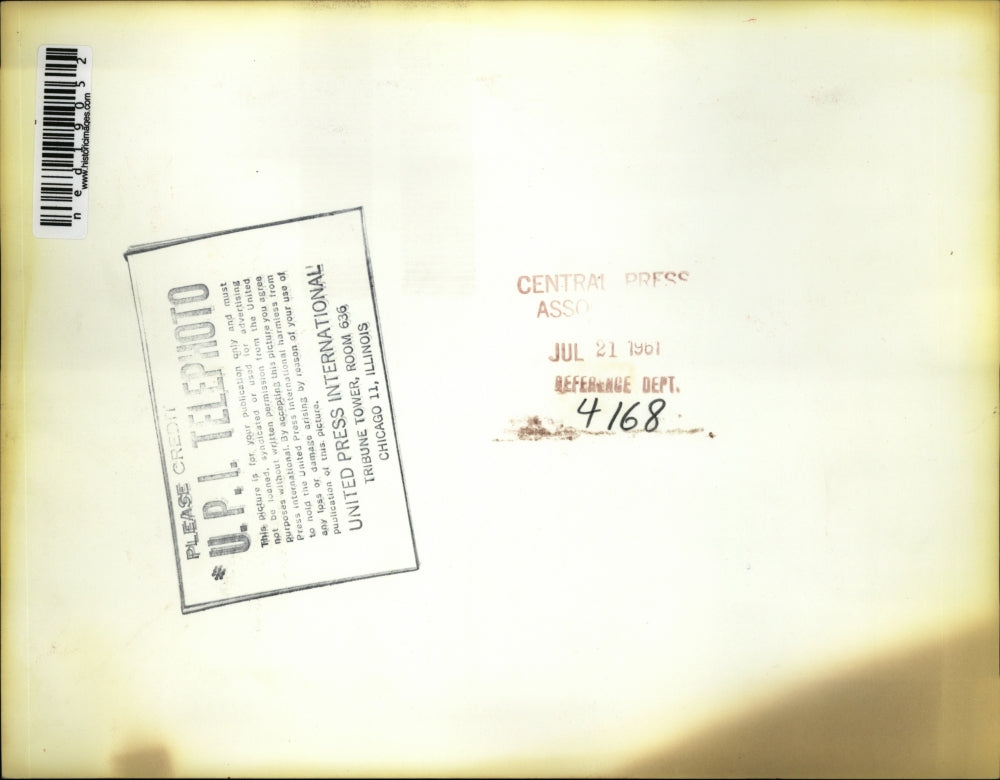 ned19052
www.historicimages.com
PLEASE CREDIT
* U.P.I. TELEPHOTO
This picture is for your publication only and must
not be loaned, syndicated or used for advertising
purposes without written permission from the United
Press International. By accepting this picture you agree
to hold the United Press International harmless from
any loss or damage arising by reason of your use of
publication of this picture.
UNITED PRESS INTERNATIONAL
TRIBUNE TOWER, ROOM 636
CHICAGO 11, ILLINOIS
CENTRAL PRESS
ASSO
JUL 21 1961
REFERENCE DEPT.
4168